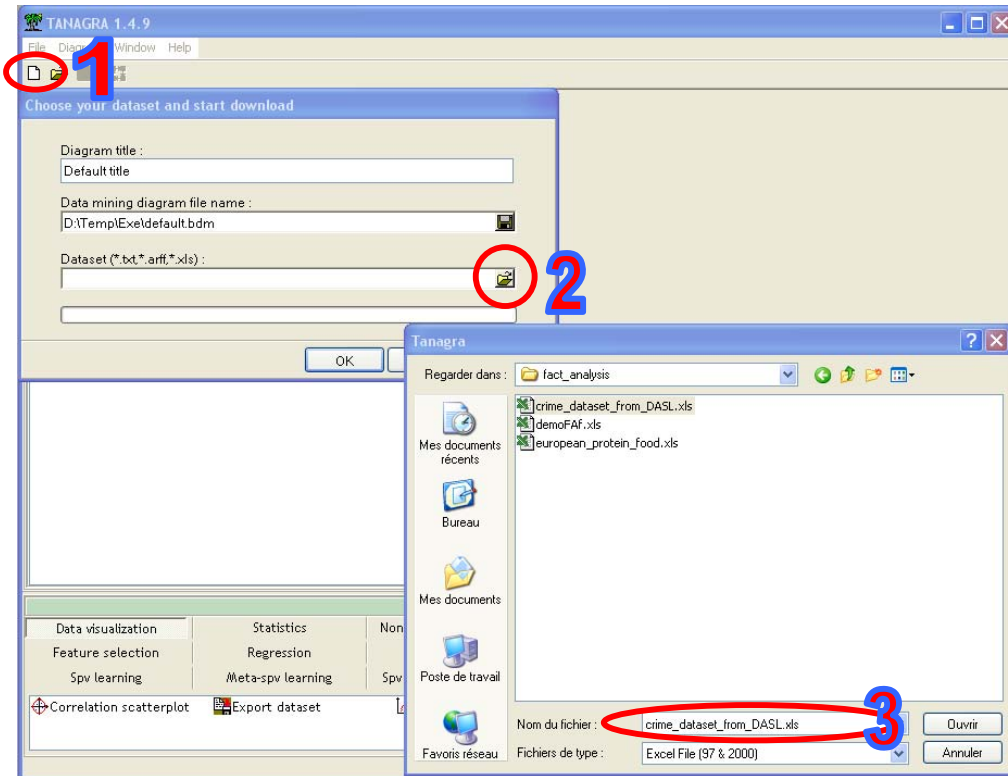 TANAGRA 1.4.9
File Diagram Window Help
1
Choose your dataset and start download
Diagram title :
Default title
Data mining diagram file name :
D:\Temp\Exe\default.bdm
Dataset (*.txt,*.arff,*.xls) :
2
OK
Tanagra
Regarder dans :
fact_analysis
crime_dataset_from_DASL.xls
demoFAf.xls
european_protein_food.xls
Mes documents
récents
Bureau
Mes documents
Poste de travail
Favoris réseau
Nom du fichier :
crime_dataset_from_DASL.xls
3
Ouvrir
Fichiers de type :
Excel File (97 & 2000)
Annuler
Data visualization
Statistics
Non
Feature selection
Regression
Spv learning
Meta-spv learning
Spv
Correlation scatterplot
Export dataset